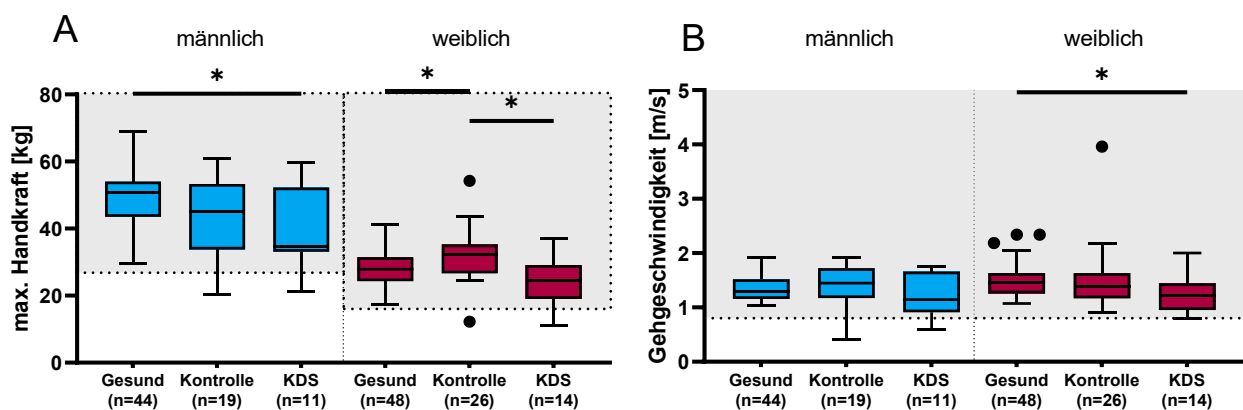 A
männlich
weiblich
*
*
*
max. Handkraft [kg]
80
60
40
20
0
Gesund
(n=44)
Kontrolle
(n=19)
KDS
(n=11)
Gesund
(n=48)
Kontrolle
(n=26)
KDS
(n=14)
B
männlich
weiblich
*
Gehgeschwindigkeit [m/s]
5
4
3
2
1
0
Gesund
(n=44)
Kontrolle
(n=19)
KDS
(n=11)
Gesund
(n=48)
Kontrolle
(n=26)
KDS
(n=14)